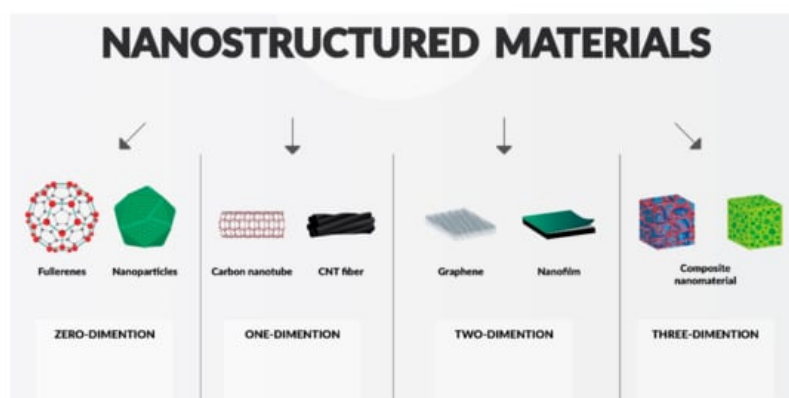 NANOSTRUCTURED MATERIALS
Fullerenes
Nanoparticles
Carbon nanotube
CNT fiber
Graphene
Nanofilm
Composite
nanomaterial
ZERO-DIMENTION
ONE-DIMENTION
TWO-DIMENTION
THREE-DIMENTION